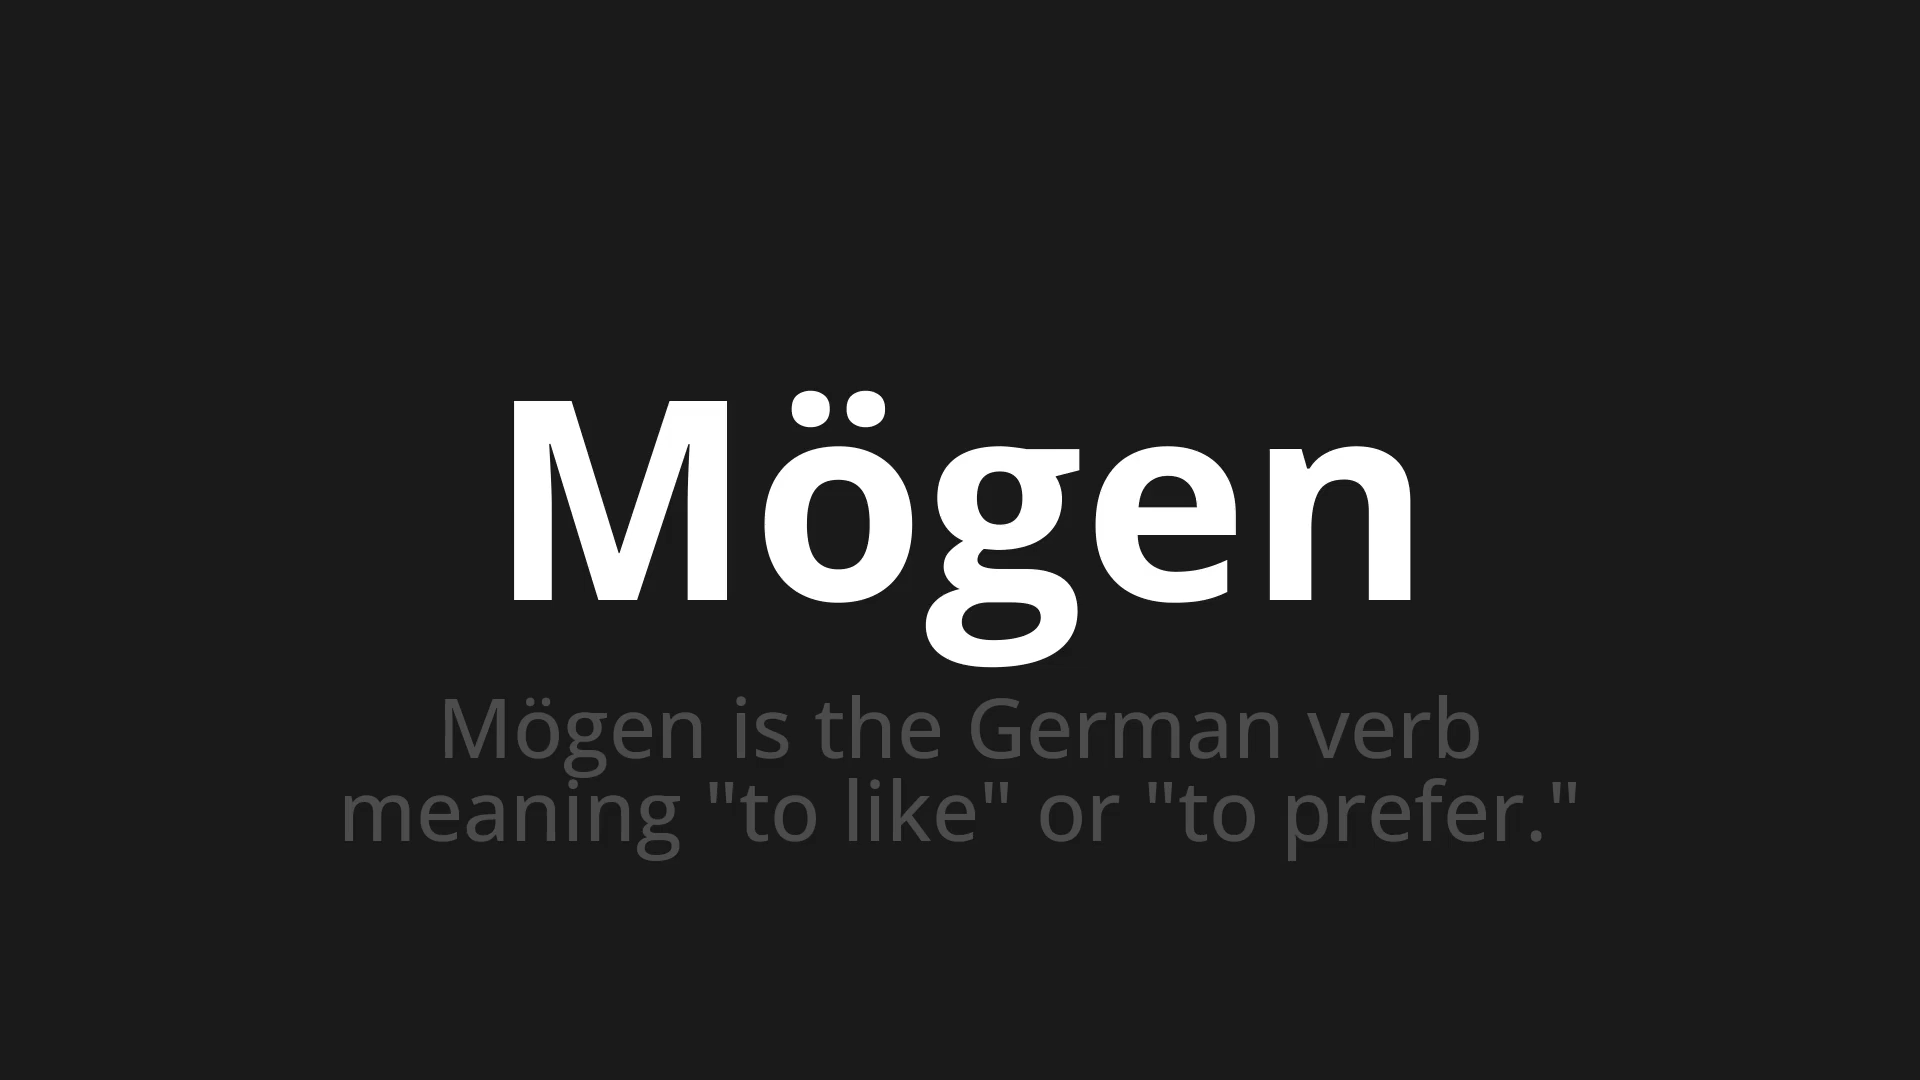 Mögen
Mögen is the German verb
meaning "to like" or "to prefer."